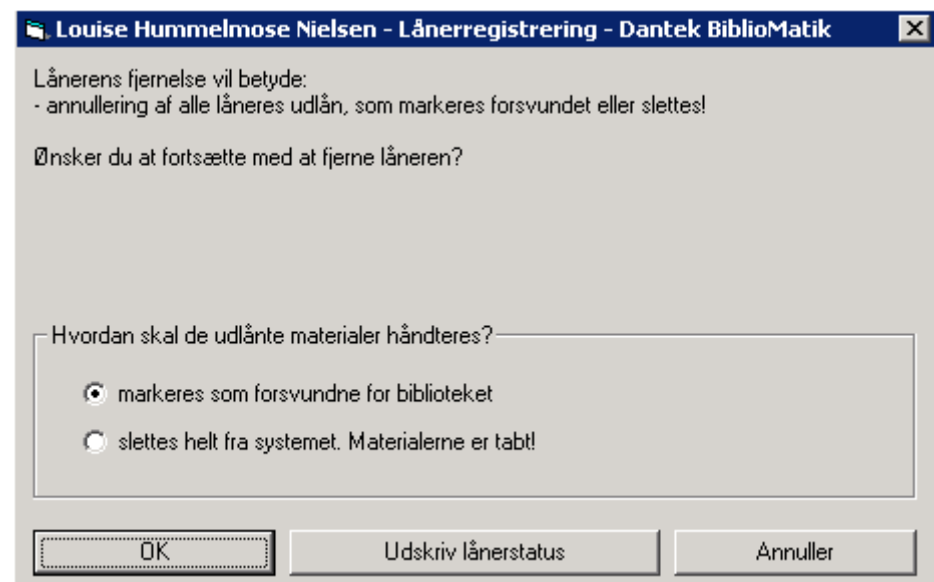 Louise Hummelmose Nielsen - Lånerregistrering - Dantek BiblioMatik
Lånerens fjernelse vil betyde:
- annullering af alle låneres udlån, som markeres forsvundet eller slettes!
Ønsker du at fortsætte med at fjerne låneren?
Hvordan skal de udlånte materialer håndteres?
markeres som forsvundne for biblioteket
slettes helt fra systemet. Materialerne er tabt!
OK Udskriv lånerstatus Annuller